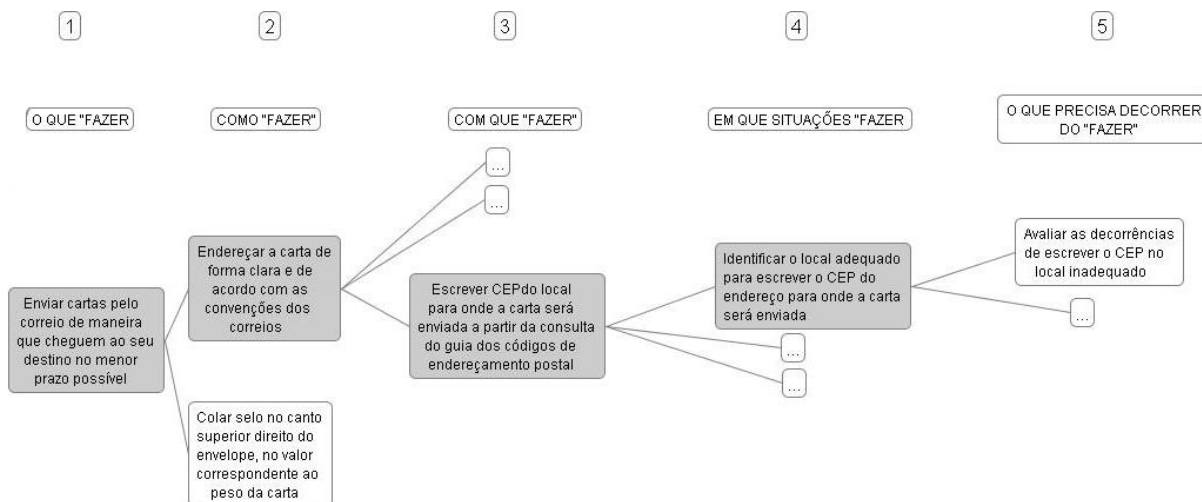 1
2
3
4
5
O QUE "FAZER
COMO "FAZER"
COM QUE "FAZER"
EM QUE SITUAÇÕES "FAZER
O QUE PRECISA DECORRER
DO "FAZER"
...
...
Enviar cartas pelo
correio de maneira
que cheguem ao seu
destino no menor
prazo possível
Endereçar a carta de
forma clara e de
acordo com as
convenções dos
correios
Colar selo no canto
superior direito do
envelope, no valor
correspondente ao
peso da carta
Escrever CEPdo local
para onde a carta será
enviada a partir da consulta
do guia dos códigos de
endereçamento postal
Identificar o local adequado
para escrever o CEP do
endereço para onde a carta
será enviada
...
...
Avaliar as decorrências
de escrever o CEP no
local inadequado
...